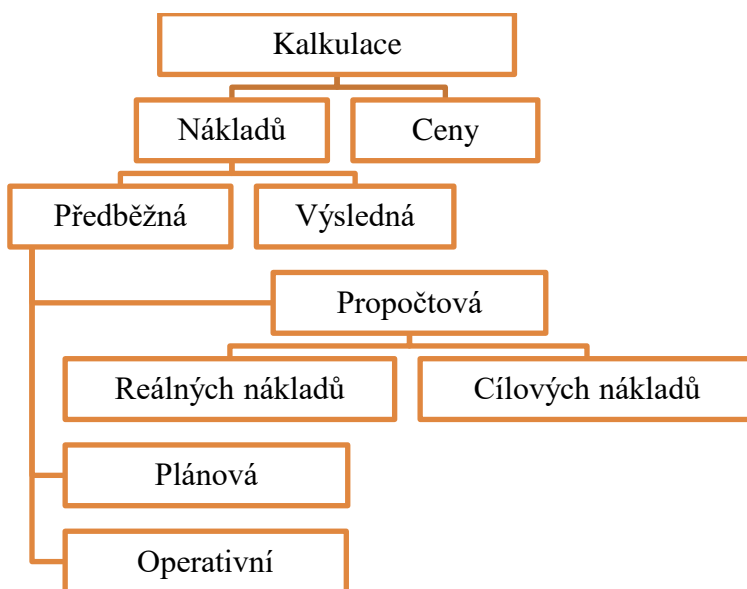 Kalkulace
Nákladů
Ceny
Předběžná
Výsledná
Propočtová
Reálných nákladů
Cílových nákladů
Plánová
Operativní